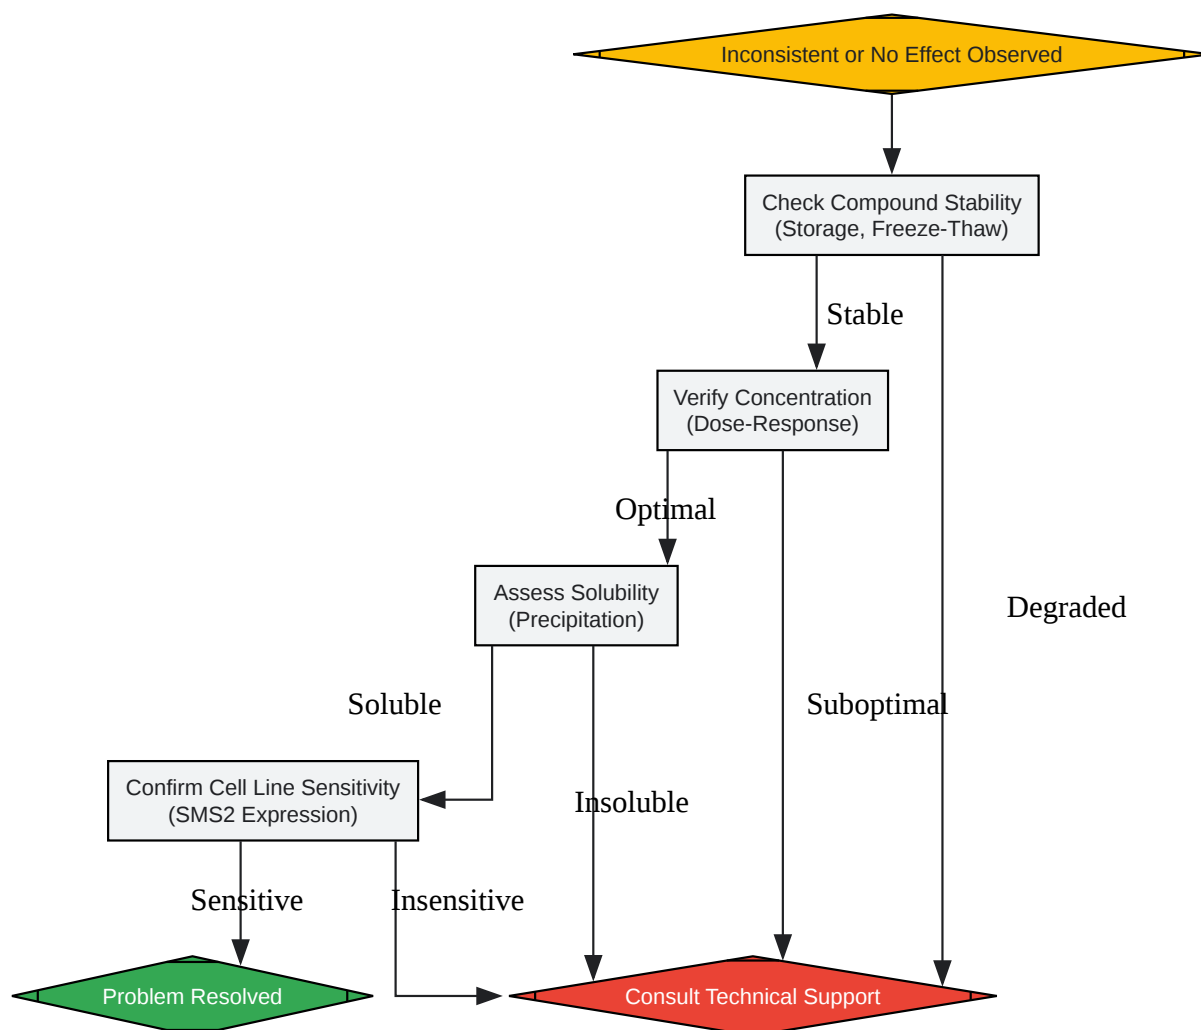 Inconsistent or No Effect Observed
Check Compound Stability
(Storage, Freeze-Thaw)
Stable
Verify Concentration
(Dose-Response)
Optimal
Assess Solubility
(Precipitation)
Degraded
Soluble
Suboptimal
Confirm Cell Line Sensitivity
(SMS2 Expression)
Insoluble
Sensitive
Insensitive
Problem Resolved
Consult Technical Support